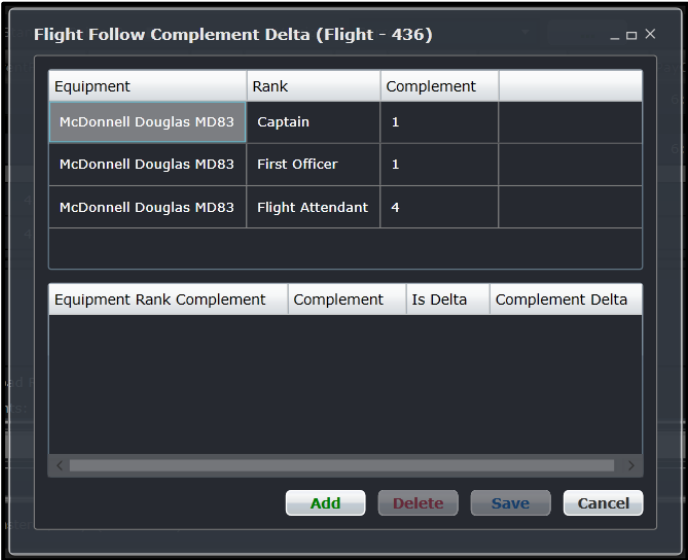 Flight Follow Complement Delta (Flight - 436)
Equipment Rank Complement
McDonnell Douglas MD83 Captain 1
McDonnell Douglas MD83 First Officer 1
McDonnell Douglas MD83 Flight Attendant 4
Equipment Rank Complement Complement Is Delta Complement Delta
Add Delete Save Cancel